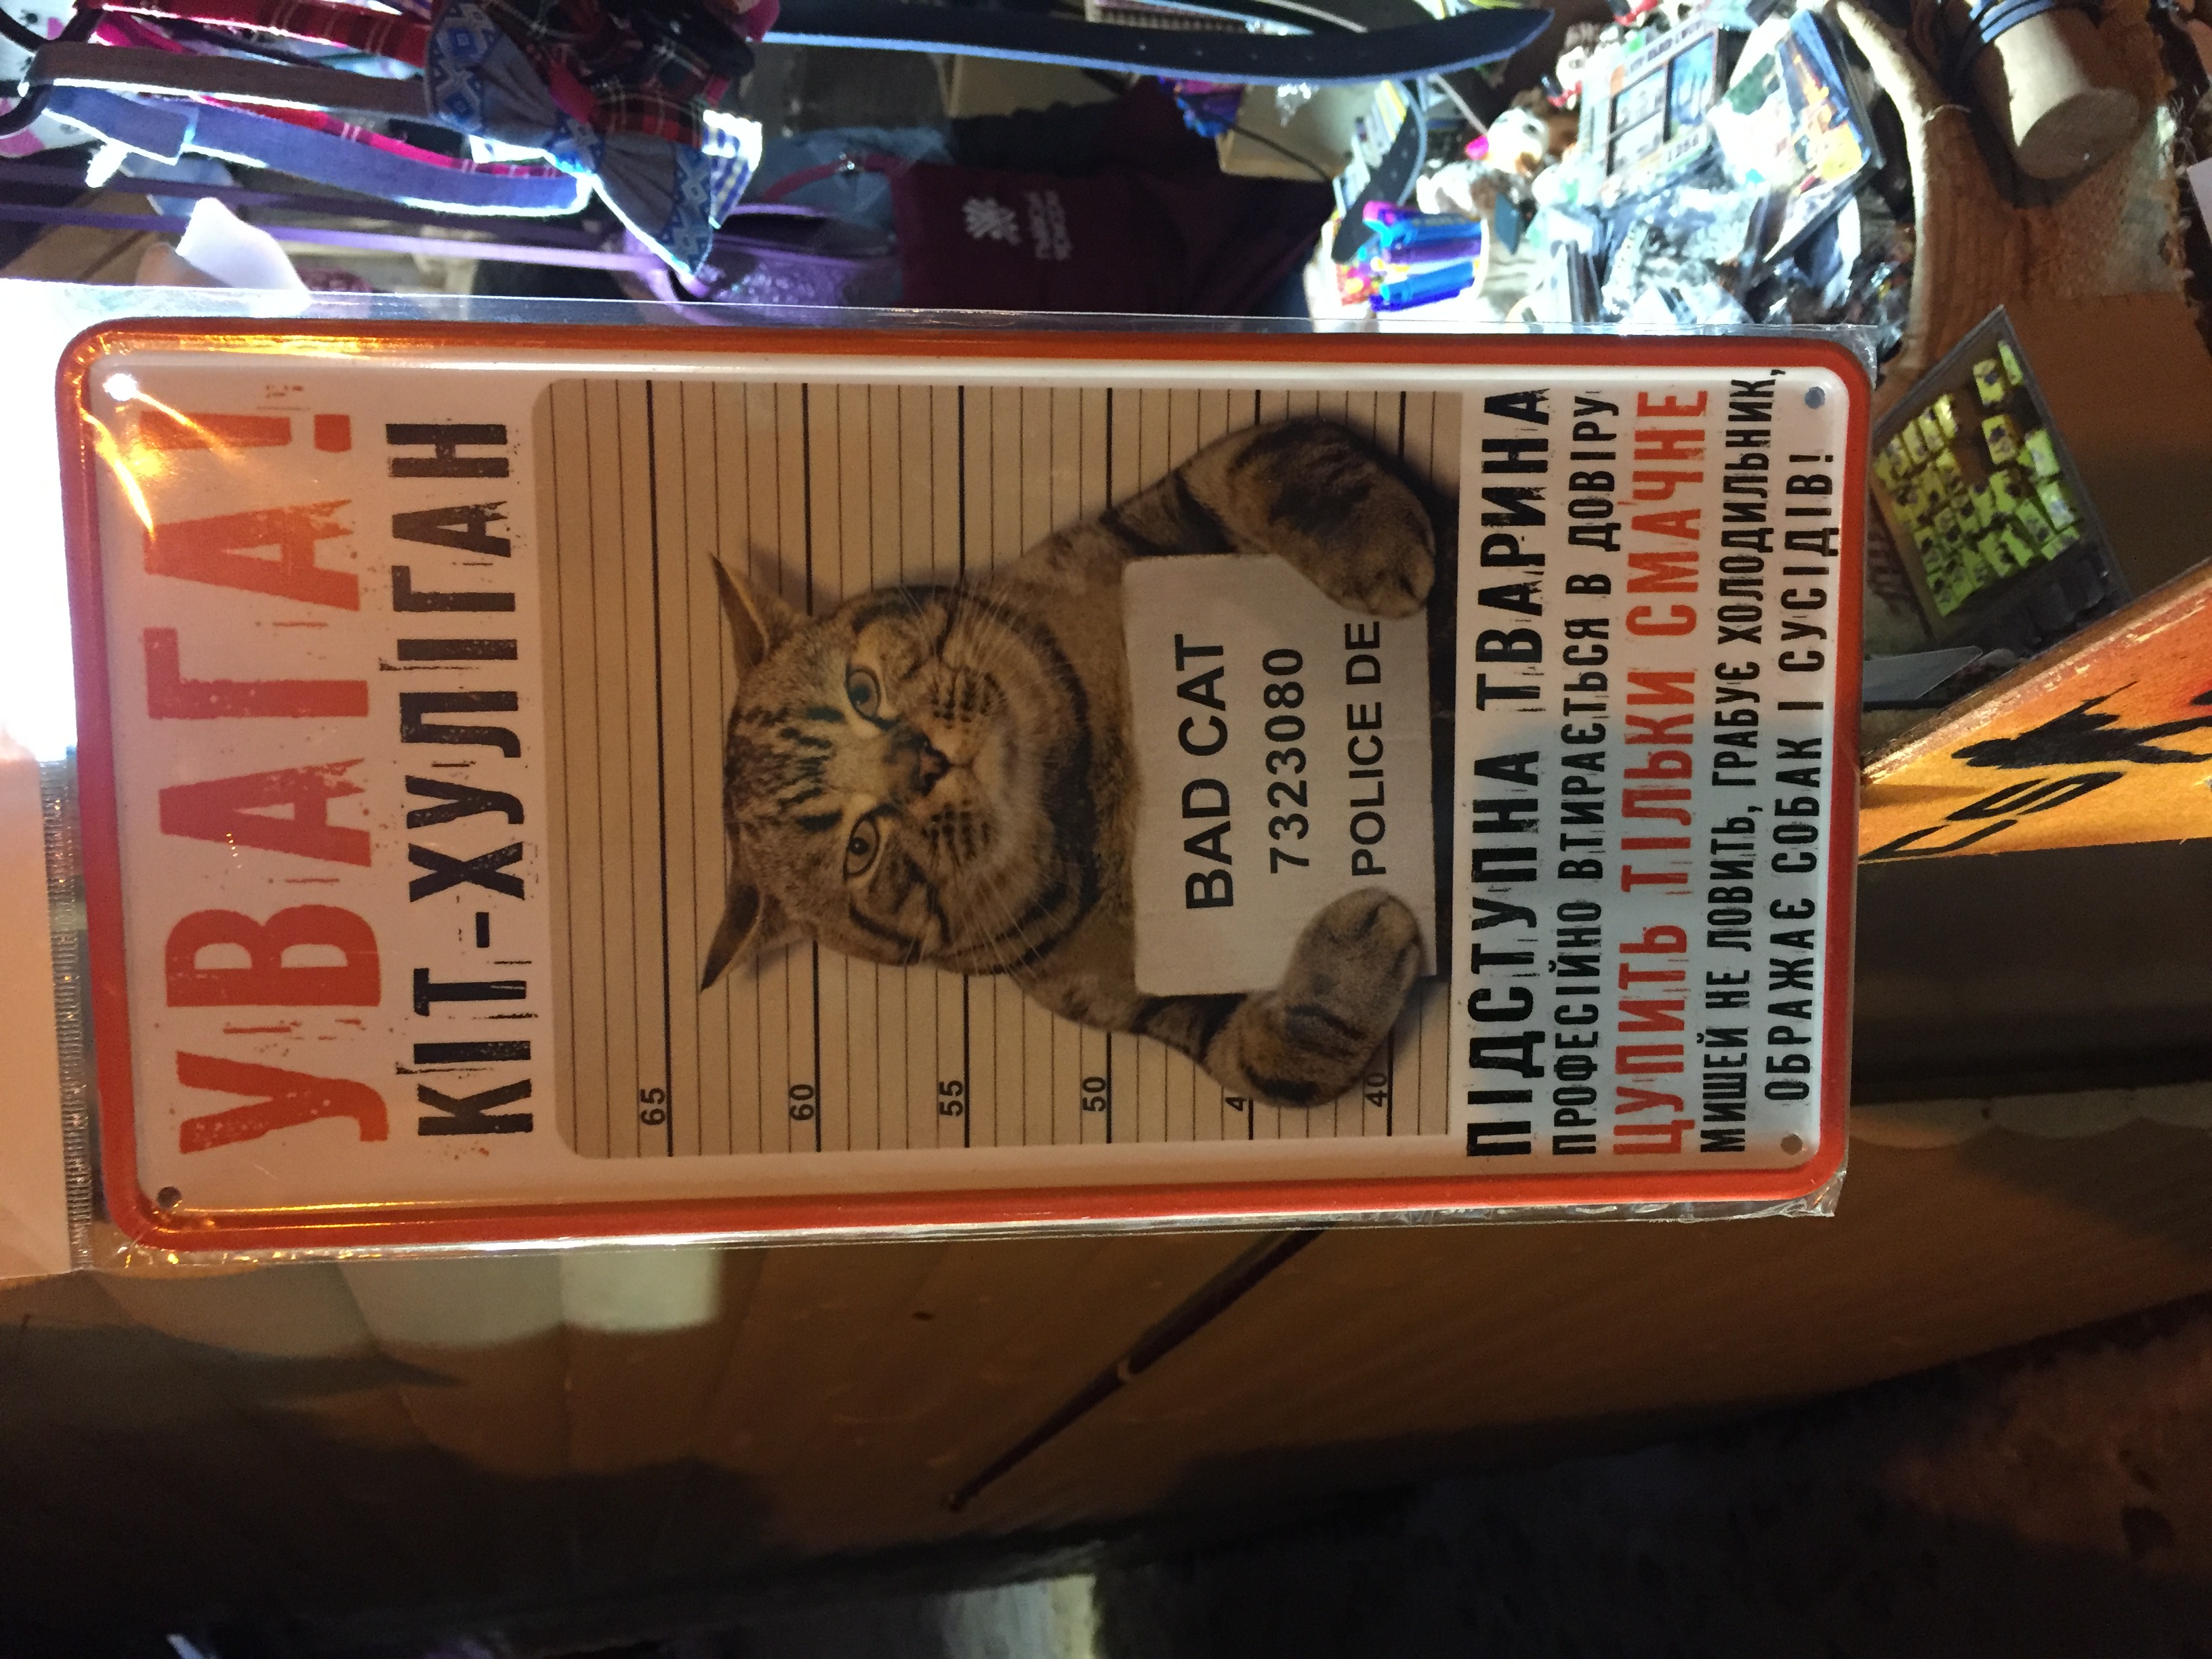 УВАГА!
КІТ-ХУЛІГАН
65
60
55
50
4
40
BAD CAT
7323080
POLICE DE
ПІДСТУПНА ТВАРИНА
ПРОФЕСІЙНО ВТИРАЄТЬСЯ В ДОВІРУ
ЦУПИТЬ ТІЛЬКИ СМАЧНЕ
МИШЕЙ НЕ ЛОВИТЬ, ГРАБУЄ ХОЛОДИЛЬНИК,
ОБРАЖАЄ СОБАК І СУСІДІВ!